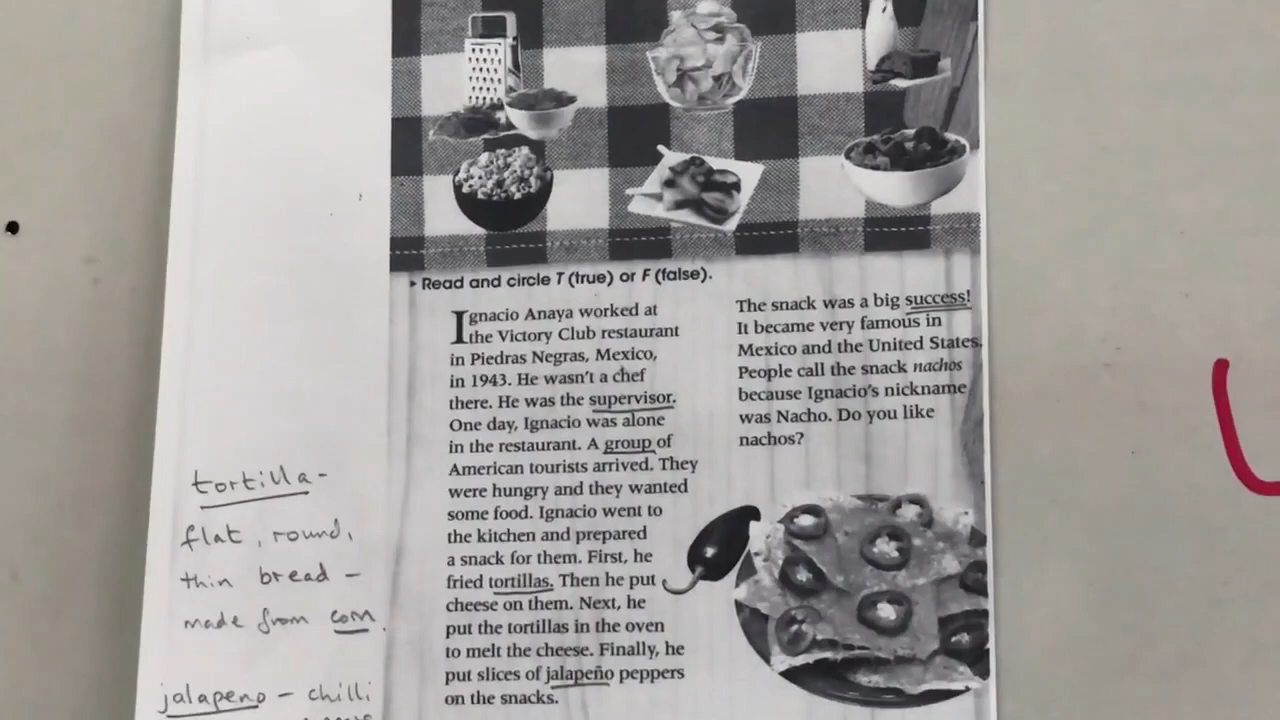 ▸ Read and circle T (true) or F (false).
Ignacio Anaya worked at
the Victory Club restaurant
in Piedras Negras, Mexico,
in 1943. He wasn't a chef
there. He was the supervisor.
One day, Ignacio was alone
in the restaurant. A group of
American tourists arrived. They
were hungry and they wanted
some food. Ignacio went to
the kitchen and prepared
a snack for them. First, he
fried tortillas. Then he put
cheese on them. Next, he
put the tortillas in the oven
to melt the cheese. Finally, he
put slices of jalapeño peppers
on the snacks.
The snack was a big success!
It became very famous in
Mexico and the United States.
People call the snack nachos
because Ignacio's nickname
was Nacho. Do you like
nachos?
tortilla-
flat, round,
thin bread –
made from corn.
jalapeno – chilli